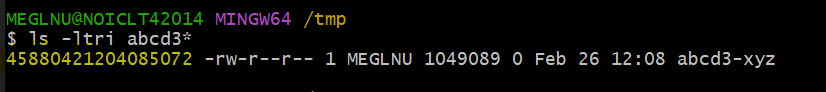 MEGLNU@NOICLT42014 MINGW64 /tmp
$ ls -ltri abcd3*
45880421204085072 -rw-r--r-- 1 MEGLNU 1049089 0 Feb 26 12:08 abcd3-xyz